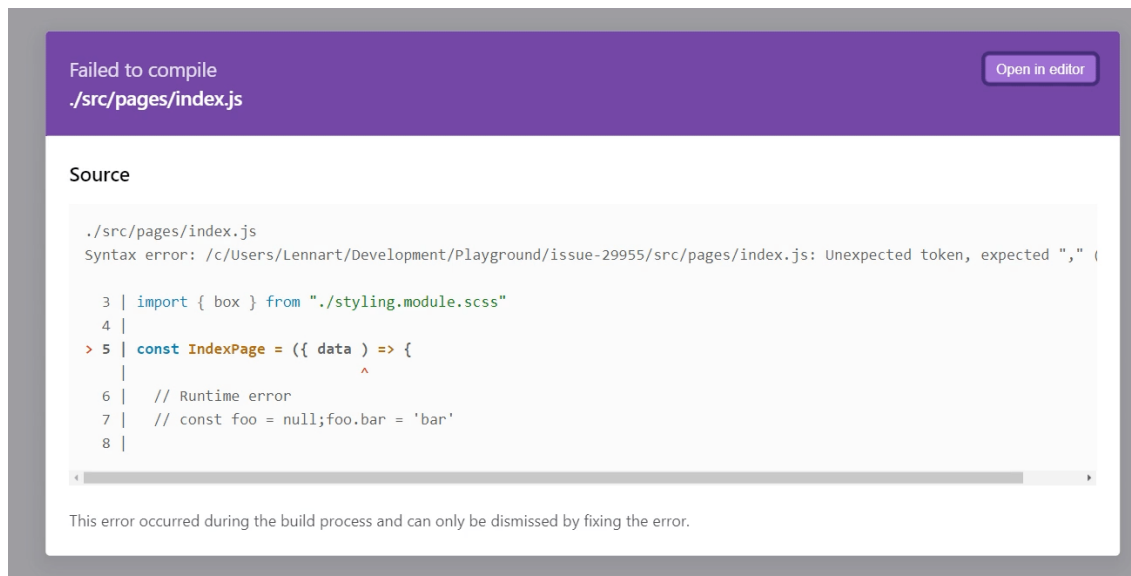 Failed to compile
Open in editor
./src/pages/index.js
Source
./src/pages/index.js
Syntax error: /c/Users/Lennart/Development/Playground/issue-29955/src/pages/index.js: Unexpected token, expected "," (
3 | import { box } from "./styling.module.scss"
4 |
> 5 | const IndexPage = ({ data ) => {
| ^
6 | // Runtime error
7 | // const foo = null;foo.bar = 'bar'
8 |
This error occurred during the build process and can only be dismissed by fixing the error.